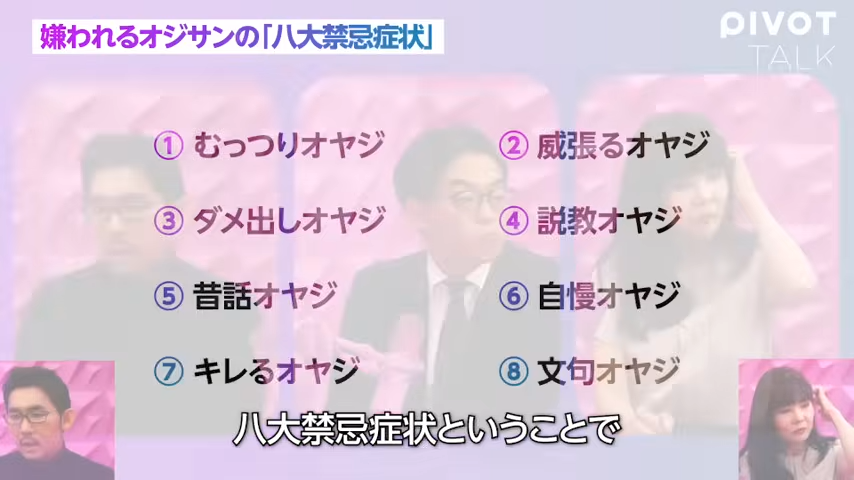 嫌われるオジサンの「八大禁忌症状」
PIVOT
TALK
① むっつりオヤジ
② 威張るオヤジ
③ ダメ出しオヤジ
④ 説教オヤジ
⑤ 昔話オヤジ
⑥ 自慢オヤジ
⑦ キレるオヤジ
⑧ 文句オヤジ
八大禁忌症状ということで